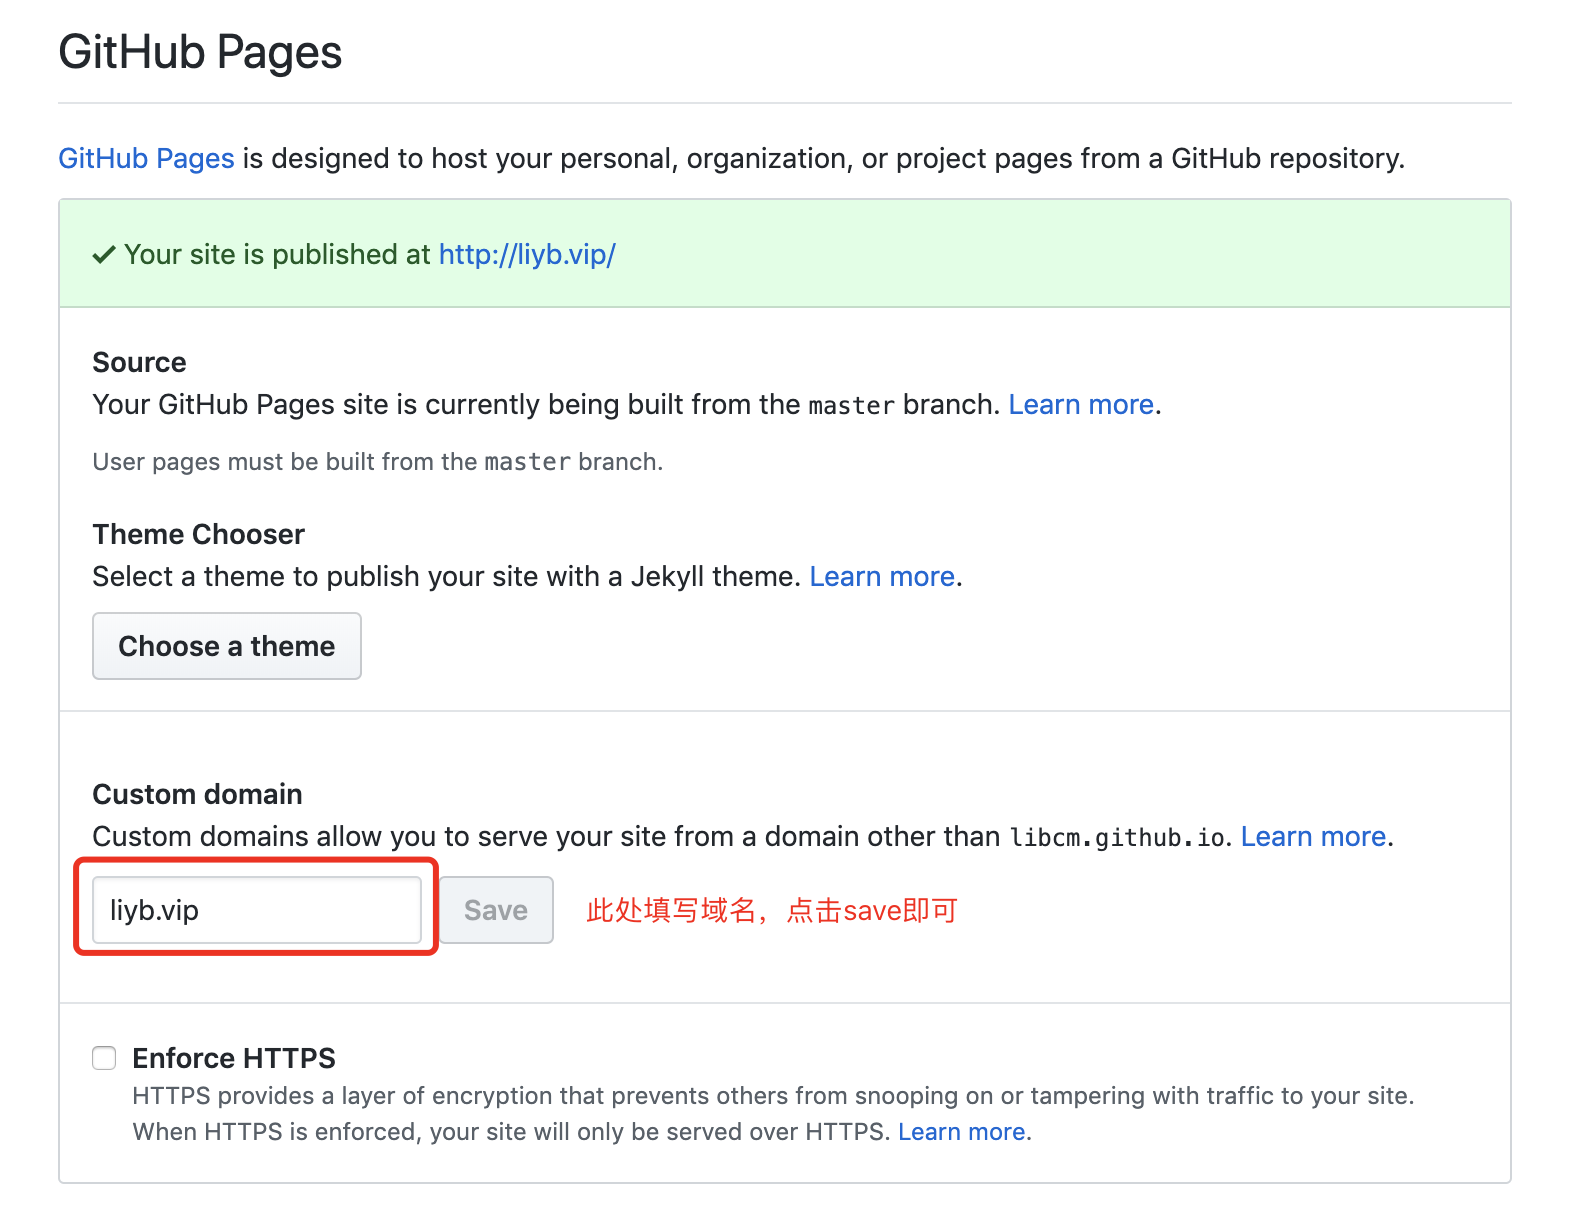 GitHub Pages
GitHub Pages is designed to host your personal, organization, or project pages from a GitHub repository.
Your site is published at http://liyb.vip/
Source
Your GitHub Pages site is currently being built from the master branch. Learn more.
User pages must be built from the master branch.
Theme Chooser
Select a theme to publish your site with a Jekyll theme. Learn more.
Choose a theme
Custom domain
Custom domains allow you to serve your site from a domain other than libcm.github.io. Learn more.
liyb.vip Save 此处填写域名，点击save即可
Enforce HTTPS
HTTPS provides a layer of encryption that prevents others from snooping on or tampering with traffic to your site.
When HTTPS is enforced, your site will only be served over HTTPS. Learn more.